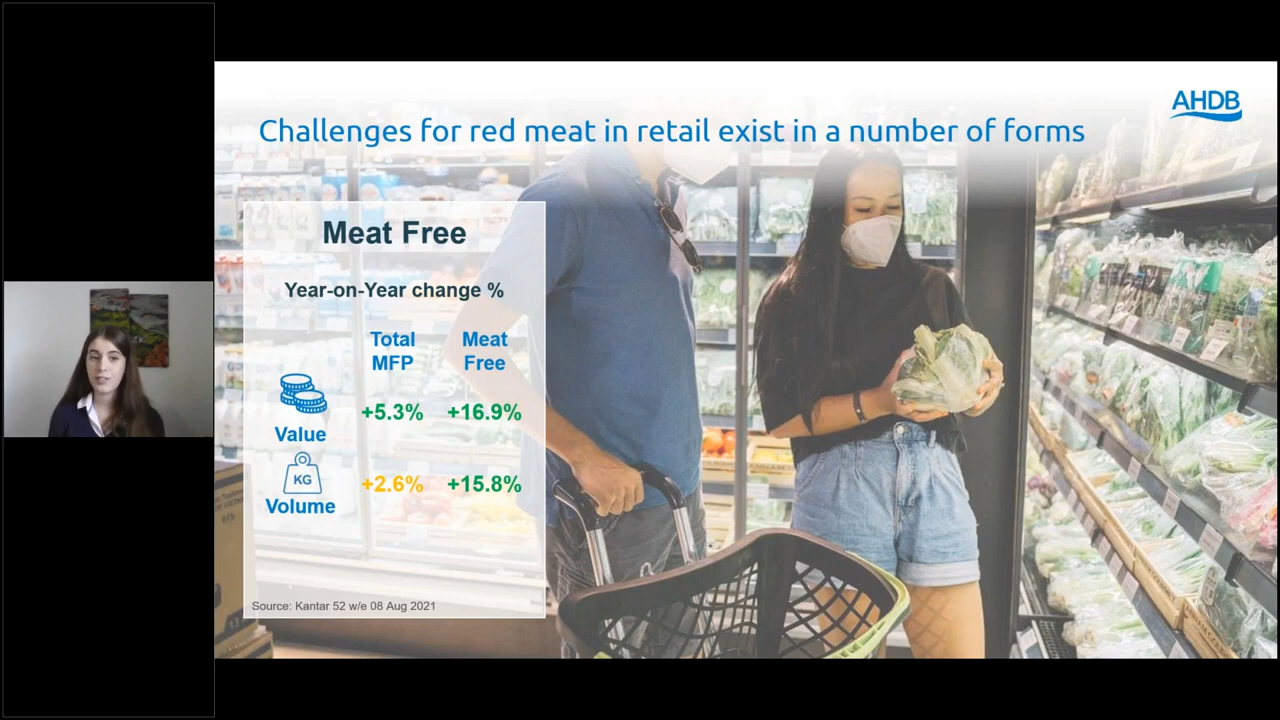 AHDB
Challenges for red meat in retail exist in a number of forms
Meat Free
Year-on-Year change %
Total
MFP
Meat
Free
+5.3%
+16.9%
Value
KG
+2.6%
+15.8%
Volume
Source: Kantar 52 w/e 08 Aug 2021